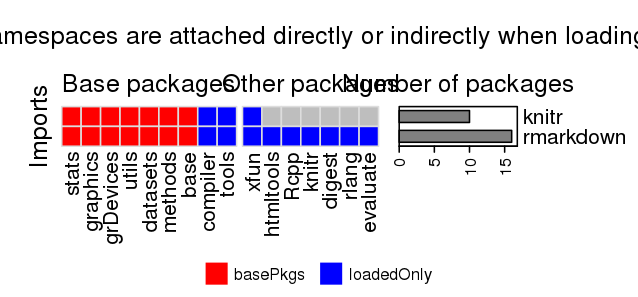 amespaces are attached directly or indirectly when loading
Base packages
Other packages
Number of packages
Imports
knitr
rmarkdown
0
5
10
15
stats
graphics
grDevices
utils
datasets
methods
base
compiler
tools
xfun
htmltools
Rcpp
knitr
digest
rlang
evaluate
basePkgs
loadedOnly